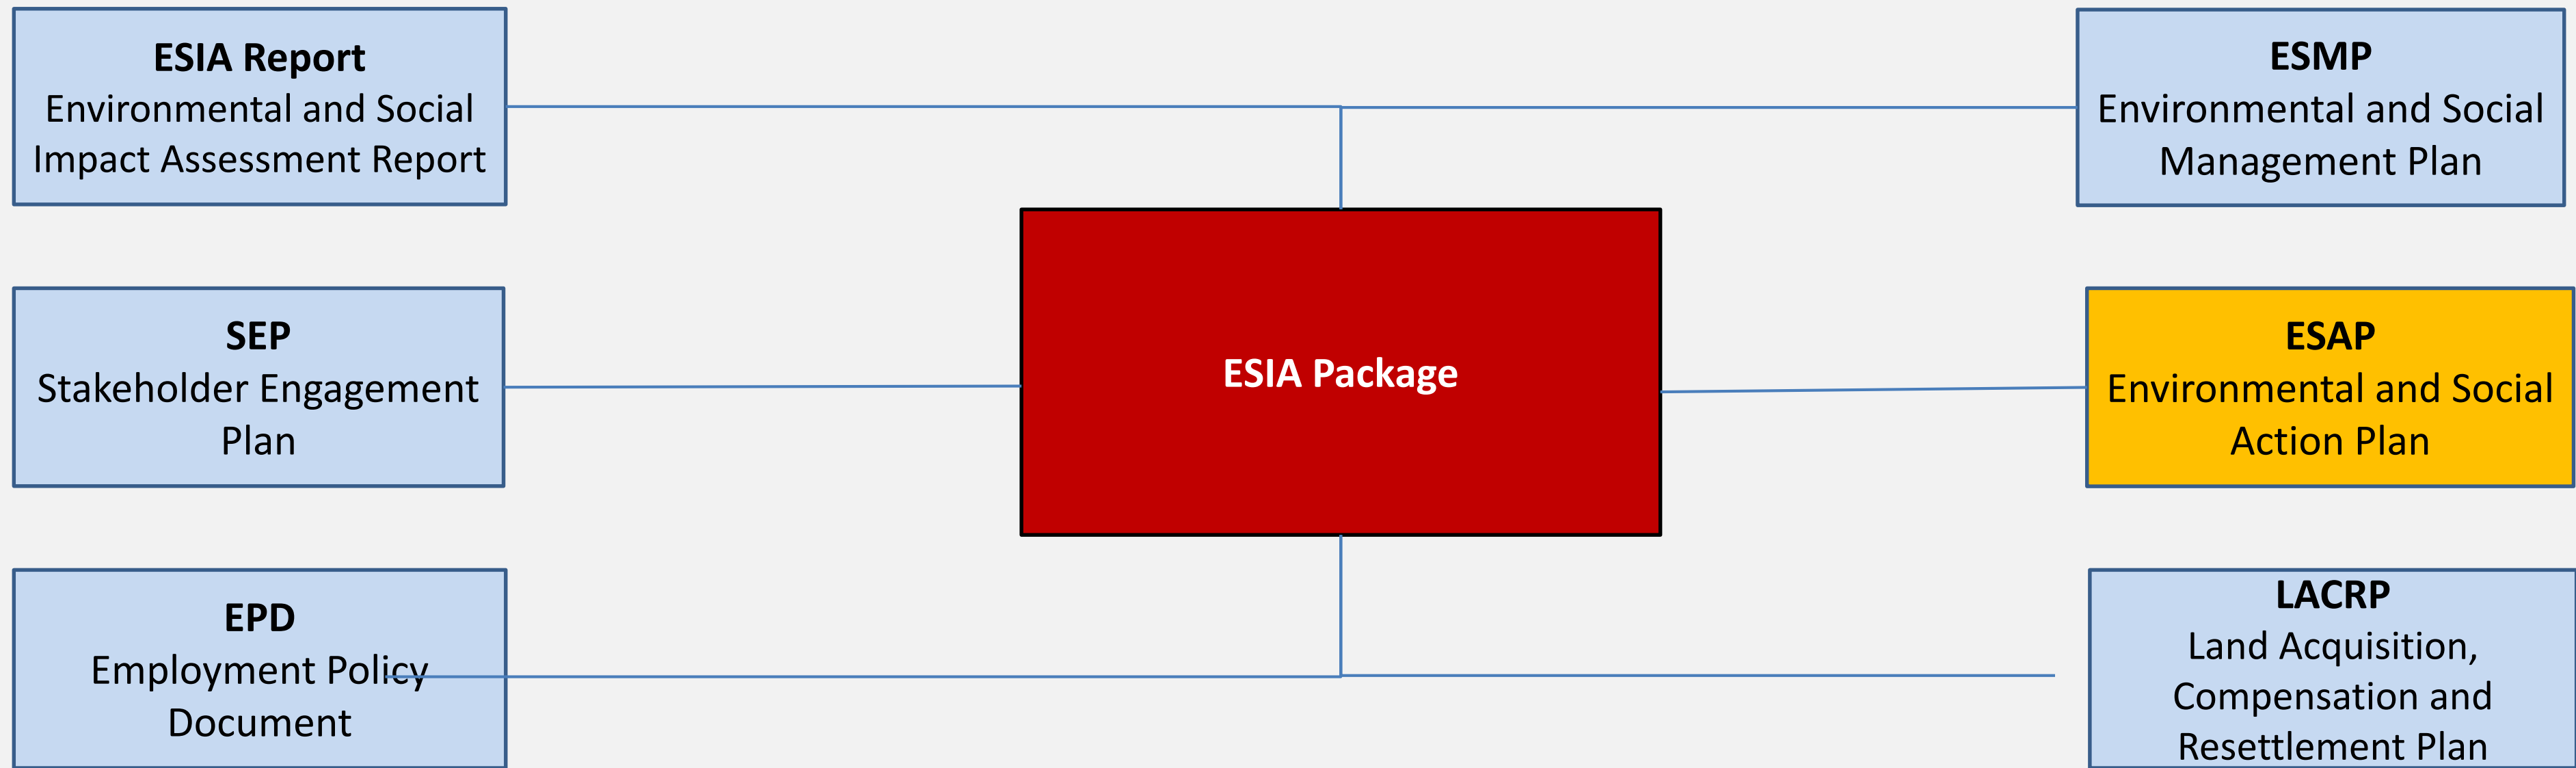 ESIA Report
Environmental and Social
Impact Assessment Report
ESMP
Environmental and Social
Management Plan
SEP
Stakeholder Engagement
Plan
ESIA Package
ESAP
Environmental and Social
Action Plan
EPD
Employment Policy
Document
LACRP
Land Acquisition,
Compensation and
Resettlement Plan